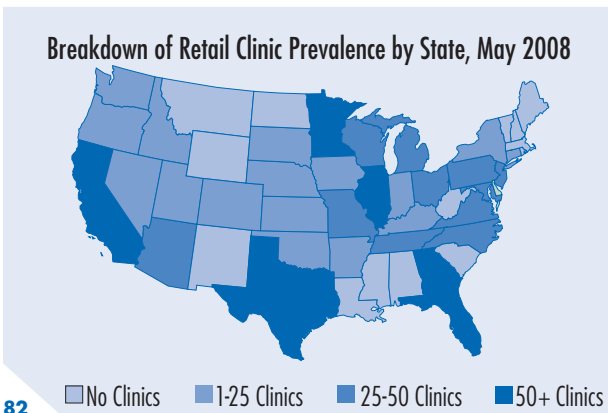 Breakdown of Retail Clinic Prevalence by State, May 2008
No Clinics 1-25 Clinics 25-50 Clinics 50+ Clinics
82